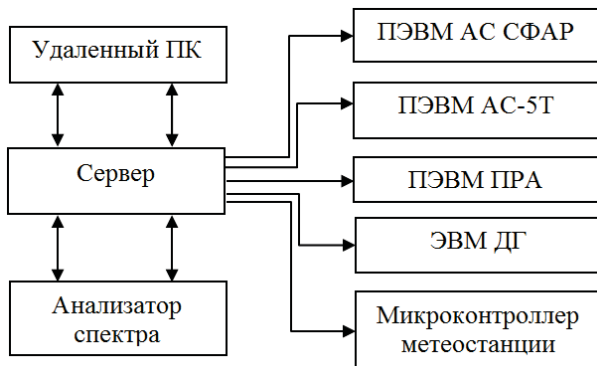 Удаленный ПК
Сервер
Анализатор
спектра
ПЭВМ АС СФАР
ПЭВМ АС-5Т
ПЭВМ ПРА
ЭВМ ДГ
Микроконтроллер
метеостанции